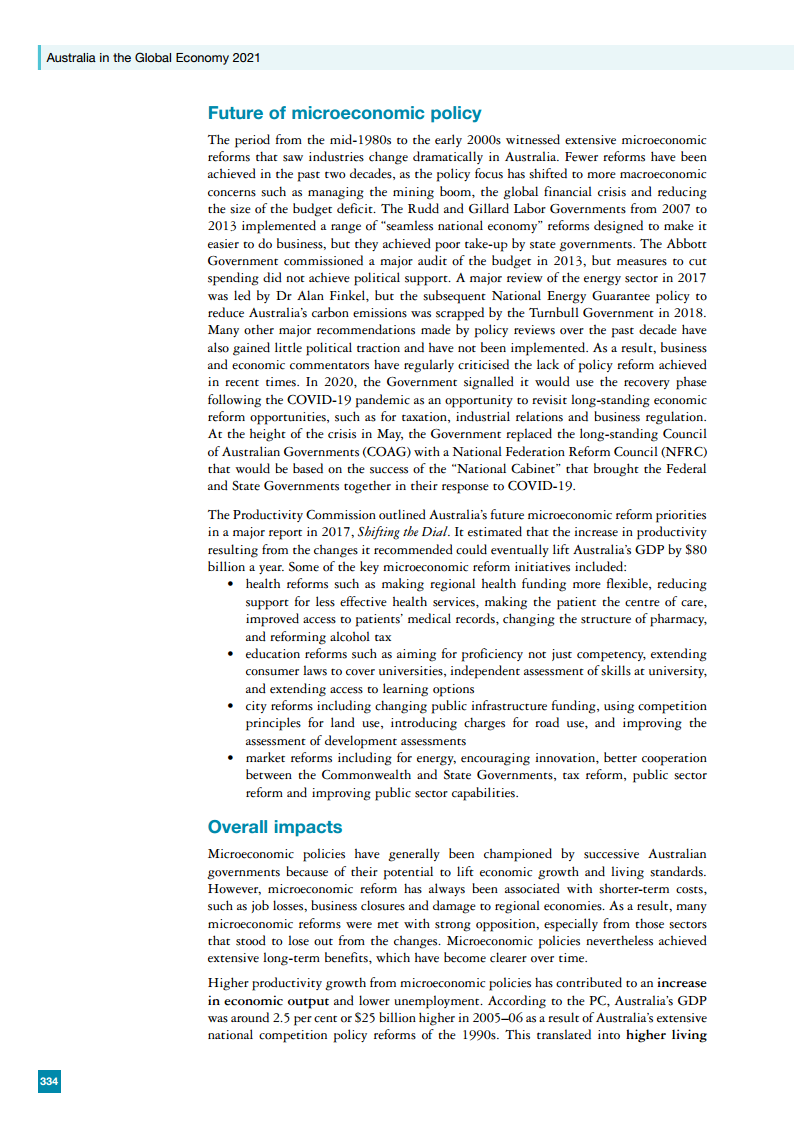 Australia in the Global Economy 2021
Future of microeconomic policy
The period from the mid-1980s to the early 2000s witnessed extensive microeconomic
reforms that saw industries change dramatically in Australia. Fewer reforms have been
achieved in the past two decades, as the policy focus has shifted to more macroeconomic
concerns such as managing the mining boom, the global financial crisis and reducing
the size of the budget deficit. The Rudd and Gillard Labor Governments from 2007 to
2013 implemented a range of “seamless national economy” reforms designed to make it
easier to do business, but they achieved poor take-up by state governments. The Abbott
Government commissioned a major audit of the budget in 2013, but measures to cut
spending did not achieve political support. A major review of the energy sector in 2017
was led by Dr Alan Finkel, but the subsequent National Energy Guarantee policy to
reduce Australia’s carbon emissions was scrapped by the Turnbull Government in 2018.
Many other major recommendations made by policy reviews over the past decade have
also gained little political traction and have not been implemented. As a result, business
and economic commentators have regularly criticised the lack of policy reform achieved
in recent times. In 2020, the Government signalled it would use the recovery phase
following the COVID-19 pandemic as an opportunity to revisit long-standing economic
reform opportunities, such as for taxation, industrial relations and business regulation.
At the height of the crisis in May, the Government replaced the long-standing Council
of Australian Governments (COAG) with a National Federation Reform Council (NFRC)
that would be based on the success of the “National Cabinet” that brought the Federal
and State Governments together in their response to COVID-19.
The Productivity Commission outlined Australia’s future microeconomic reform priorities
in a major report in 2017, Shifting the Dial. It estimated that the increase in productivity
resulting from the changes it recommended could eventually lift Australia’s GDP by $80
billion a year. Some of the key microeconomic reform initiatives included:
• health reforms such as making regional health funding more flexible, reducing
support for less effective health services, making the patient the centre of care,
improved access to patients’ medical records, changing the structure of pharmacy,
and reforming alcohol tax
• education reforms such as aiming for proficiency not just competency, extending
consumer laws to cover universities, independent assessment of skills at university,
and extending access to learning options
• city reforms including changing public infrastructure funding, using competition
principles for land use, introducing charges for road use, and improving the
assessment of development assessments
• market reforms including for energy, encouraging innovation, better cooperation
between the Commonwealth and State Governments, tax reform, public sector
reform and improving public sector capabilities.
Overall impacts
Microeconomic policies have generally been championed by successive Australian
governments because of their potential to lift economic growth and living standards.
However, microeconomic reform has always been associated with shorter-term costs,
such as job losses, business closures and damage to regional economies. As a result, many
microeconomic reforms were met with strong opposition, especially from those sectors
that stood to lose out from the changes. Microeconomic policies nevertheless achieved
extensive long-term benefits, which have become clearer over time.
Higher productivity growth from microeconomic policies has contributed to an increase
in economic output and lower unemployment. According to the PC, Australia’s GDP
was around 2.5 per cent or $25 billion higher in 2005–06 as a result of Australia’s extensive
national competition policy reforms of the 1990s. This translated into higher living
334